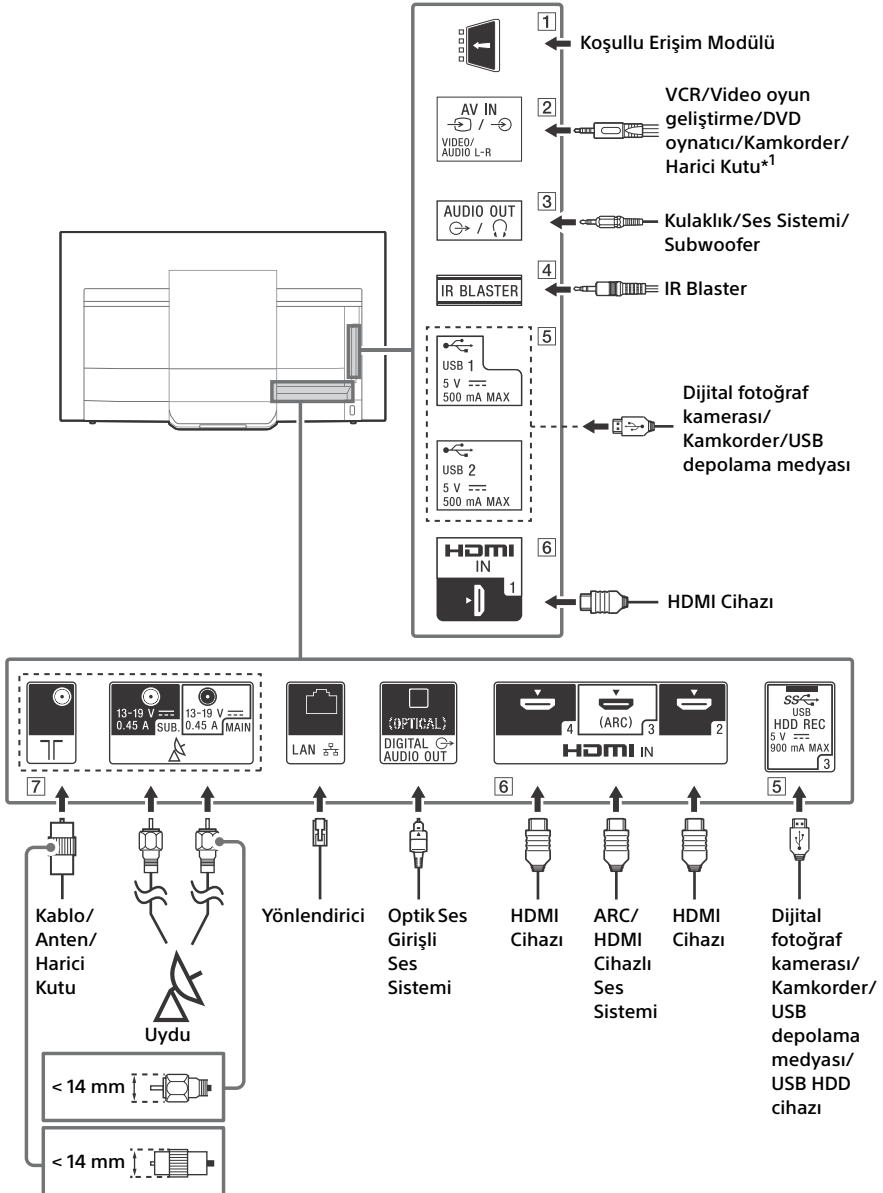 1
Koşullu Erişim Modülü
AV IN
/
VIDEO/
AUDIO L-R
2
VCR/Video oyun
geliştirme/DVD
oynatıcı/Kamkorder/
Harici Kutu*1
AUDIO OUT
/
3
Kulaklık/Ses Sistemi/
Subwoofer
4
IR BLASTER
IR Blaster
5
USB 1
5 V
500 mA MAX
USB 2
5 V
500 mA MAX
Dijital fotoğraf
kamerası/
Kamkorder/USB
depolama medyası
HDMI
IN
1
6
HDMI Cihazı
13-19 V
0.45 A
SUB.
13-19 V
0.45 A
MAIN
LAN
(OPTICAL)
DIGITAL
AUDIO OUT
4
(ARC)
3
2
HDMI IN
SS
USB
HDD REC
5 V
900 mA MAX
3
7
6
5
Kablo/
Anten/
Harici
Kutu
Uydu
Yönlendirici
Optik Ses
Girişli
Ses
Sistemi
HDMI
Cihazı
ARC/
HDMI
Cihazlı
Ses
Sistemi
HDMI
Cihazı
Dijital
fotoğraf
kamerası/
Kamkorder/
USB
depolama
medyası/
USB HDD
cihazı
< 14 mm
< 14 mm